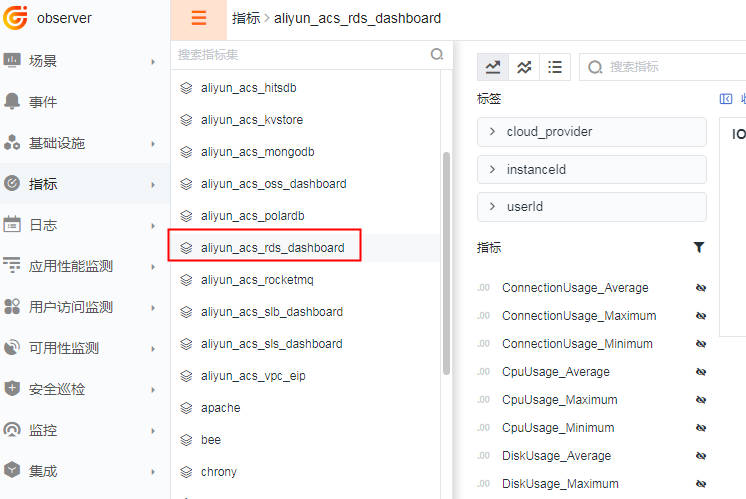 observer
场景
事件
基础设施
指标
日志
应用性能监测
用户访问监测
可用性监测
安全巡检
监控
集成
指标 > aliyun_acs_rds_dashboard
搜索指标集
aliyun_acs_hitsdb
aliyun_acs_kvstore
aliyun_acs_mongodb
aliyun_acs_oss_dashboard
aliyun_acs_polardb
aliyun_acs_rds_dashboard
aliyun_acs_rocketmq
aliyun_acs_slb_dashboard
aliyun_acs_sls_dashboard
aliyun_acs_vpc_eip
apache
bee
chrony
搜索指标
标签
cloud_provider
instanceId
userId
指标
.00 ConnectionUsage_Average
.00 ConnectionUsage_Maximum
.00 ConnectionUsage_Minimum
.00 CpuUsage_Average
.00 CpuUsage_Maximum
.00 CpuUsage_Minimum
.00 DiskUsage_Average
.00 DiskUsage_Maximum
IO